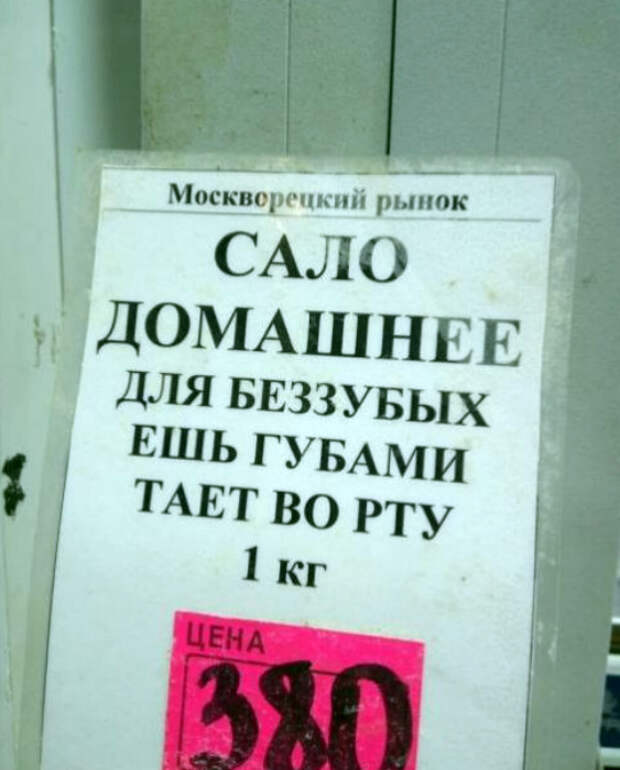 Москворецкий рынок
САЛО
ДОМАШНЕЕ
ДЛЯ БЕЗЗУБЫХ
ЕШЬ ГУБАМИ
ТАЕТ ВО РТУ
1 кг
ЦЕНА
380